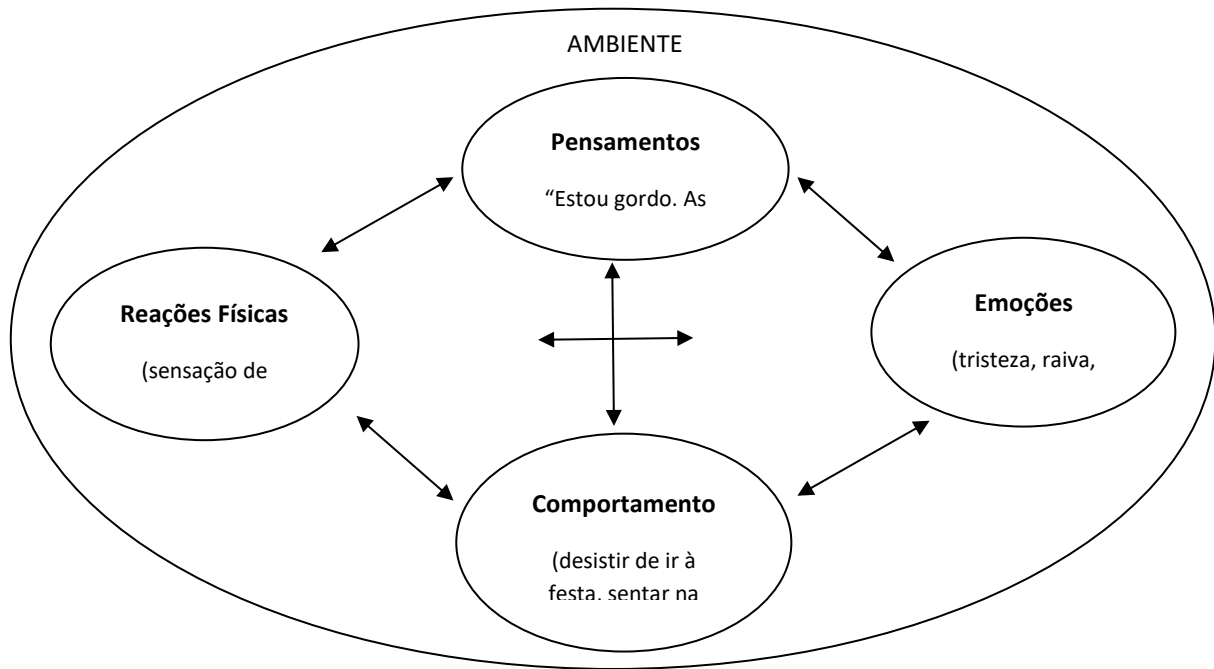 AMBIENTE
Pensamentos
“Estou gordo. As
Reações Físicas
(sensação de
Emoções
(tristeza, raiva,
Comportamento
(desistir de ir à
festa, sentar na